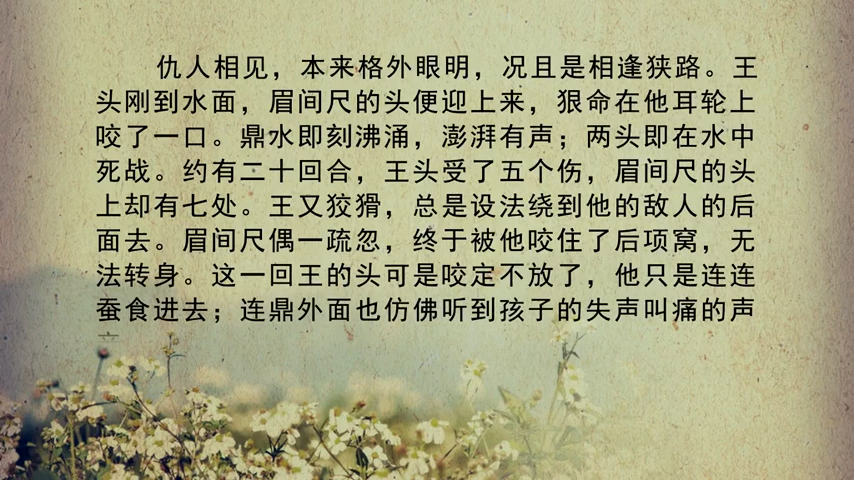 仇人相见，本来格外眼明，况且是相逢狭路。王
头刚到水面，眉间尺的头便迎上来，狠命在他耳轮上
咬了一口。鼎水即刻沸涌，澎湃有声；两头即在水中
死战。约有二十回合，王头受了五个伤，眉间尺的头
上却有七处。王又狡猾，总是设法绕到他的敌人的后
面去。眉间尺偶一疏忽，终于被他咬住了后项窝，无
法转身。这一回王的头可是咬定不放了，他只是连连
蚕食进去；连鼎外面也仿佛听到孩子的失声叫痛的声